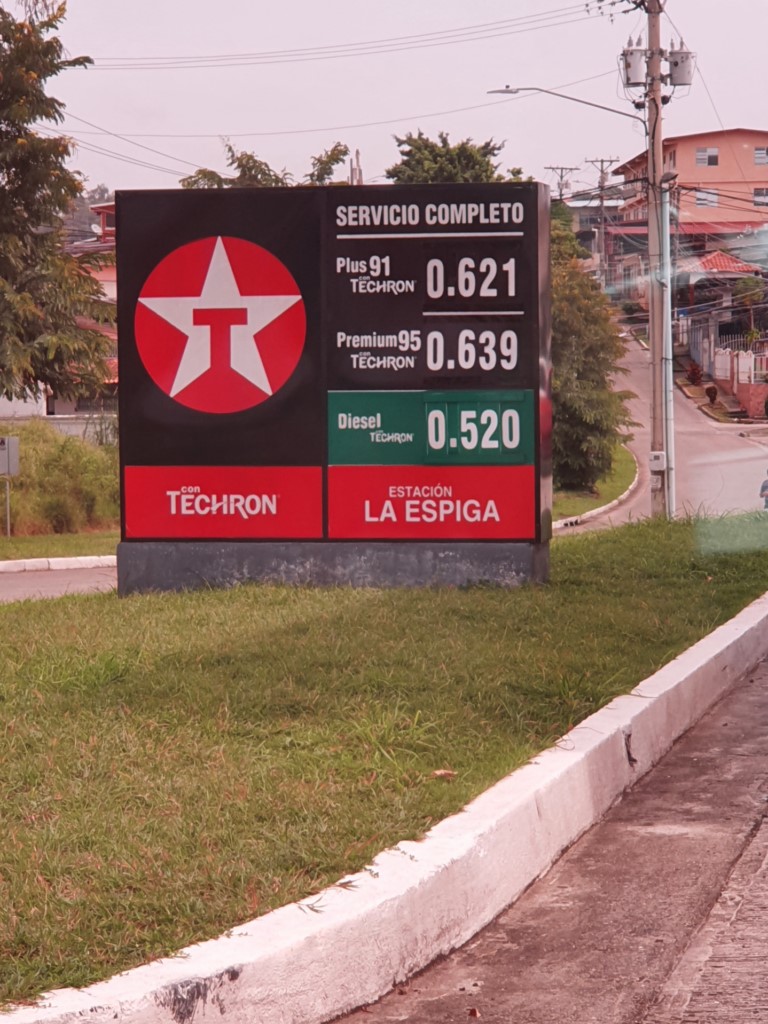 T
SERVICIO COMPLETO
Plus 91
con
TECHRON
0.621
Premium 95
con
TECHRON
0.639
Diesel
con
TECHRON
0.520
con
TECHRON
ESTACIÓN
LA ESPIGA